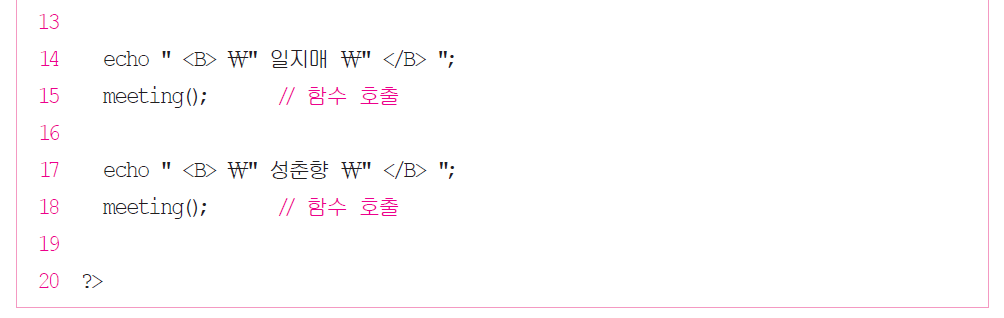 13
14 echo " <B> ₩" 일지매 ₩" </B> ";
15 meeting(); // 함수 호출
16
17 echo " <B> ₩" 성춘향 ₩" </B> ";
18 meeting(); // 함수 호출
19
20 ?>